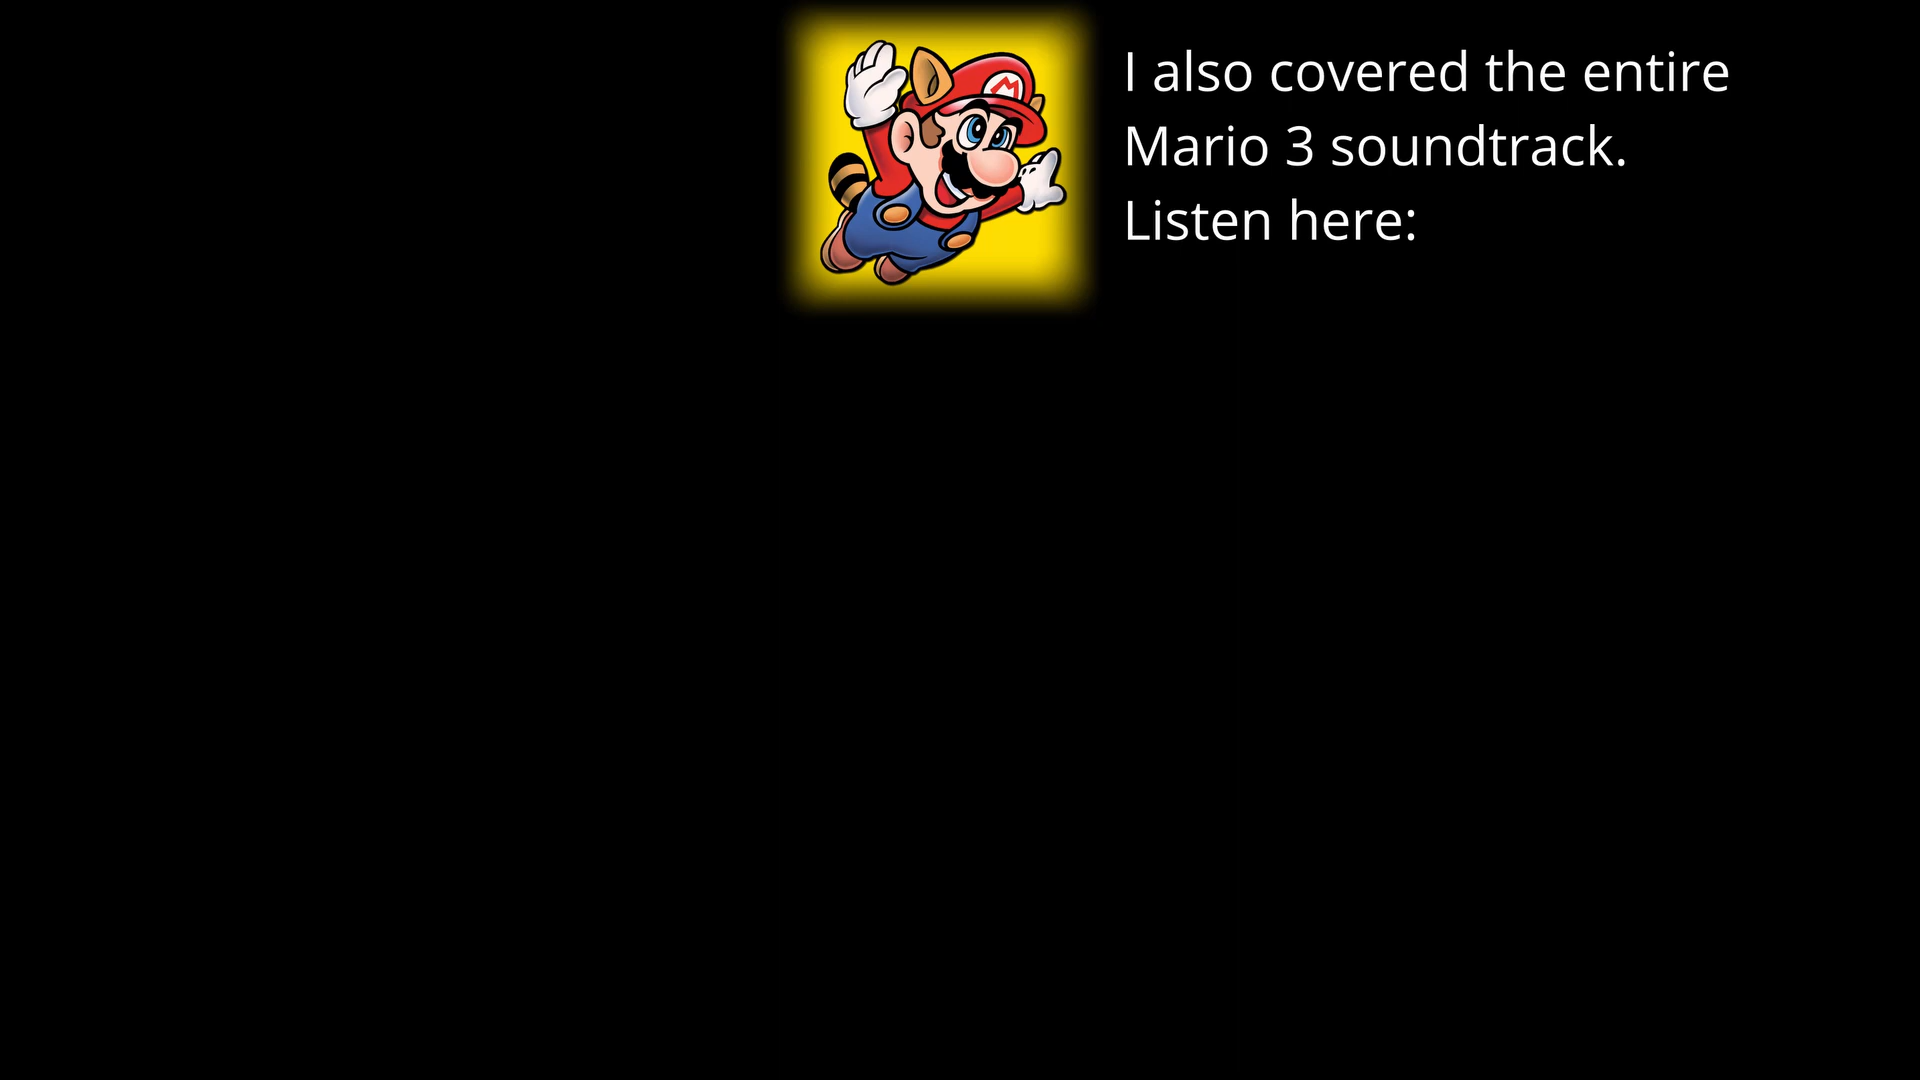 I also covered the entire
Mario 3 soundtrack.
Listen here: